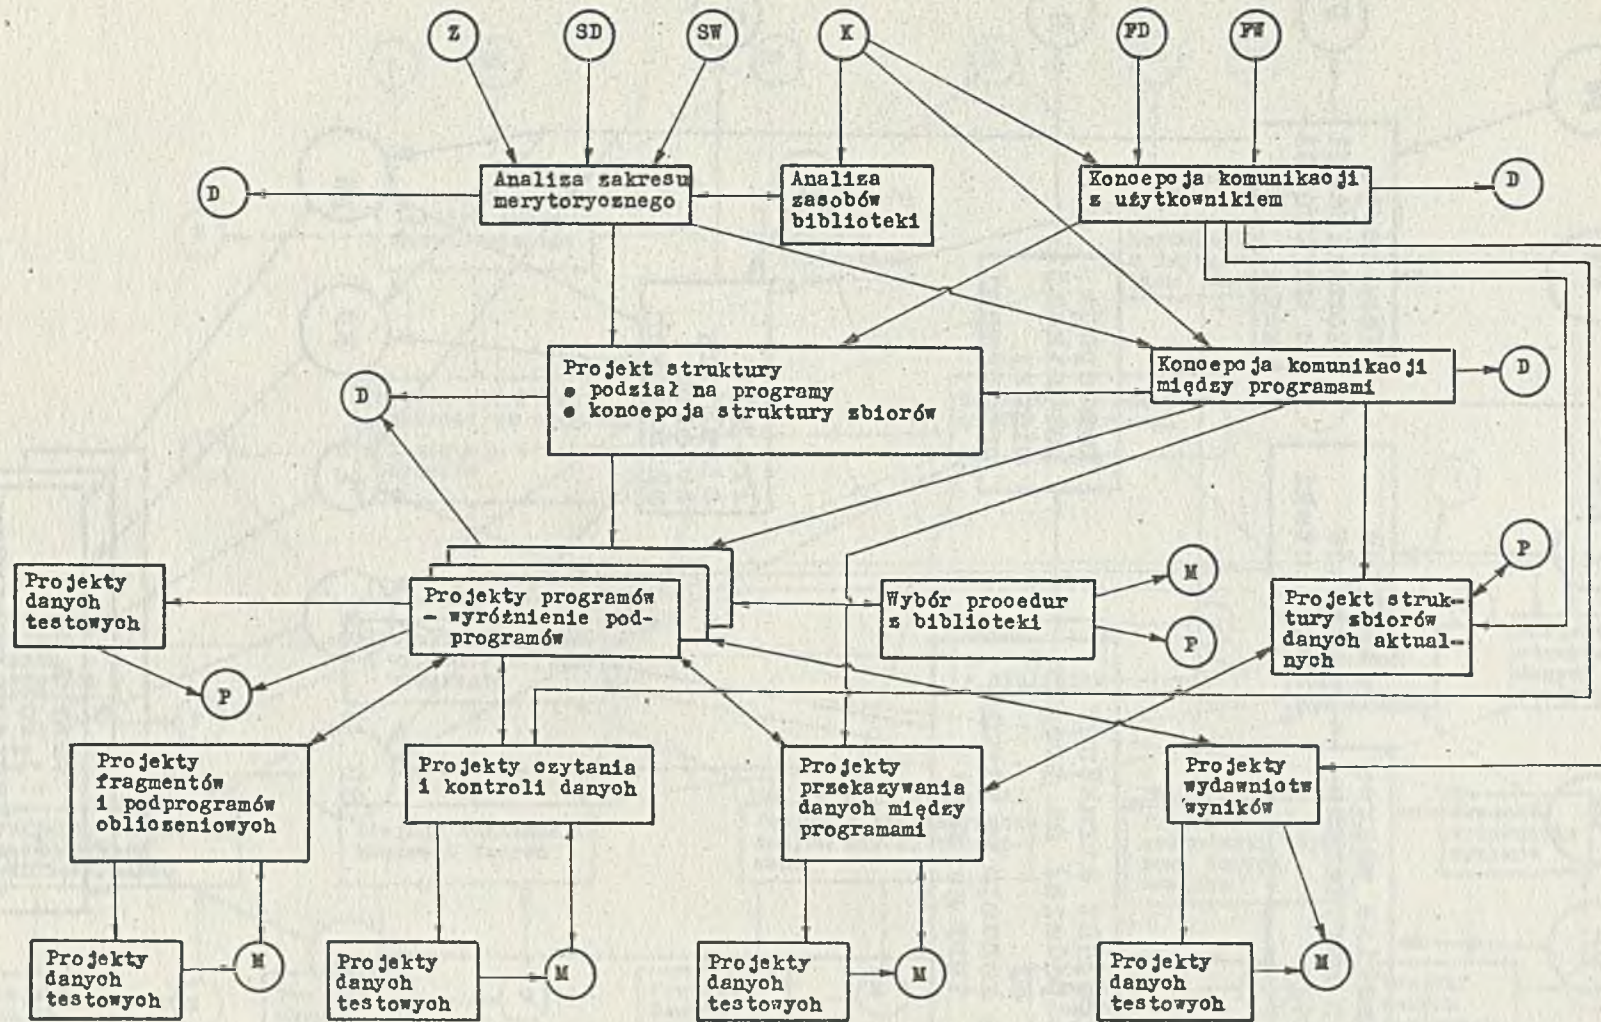 Z
SD
SW
K
FD
FW
D
Analiza zakresu
merytorycznego
Analiza
zasobów
biblioteki
Koncepcja komunikacji
z użytkownikiem
D
Projekt struktury
• podział na programy
• koncepcja struktury zbiorów
Koncepcja komunikacji
między programami
D
D
P
Projekty
danych
testowych
Projekty programów
- wyróżnienie pod-
programów
Wybór procedur
z biblioteki
M
P
Projekt struk-
tury zbiorów
danych aktual-
nych
P
Projekty
fragmentów
i podprogramów
obliczeniowych
Projekty czytania
i kontroli danych
Projekty
przekazywania
danych między
programami
Projekty
wydawnictw
wyników
Projekty
danych
testowych
M
Projekty
danych
testowych
M
Projekty
danych
testowych
M
Projekty
danych
testowych
M